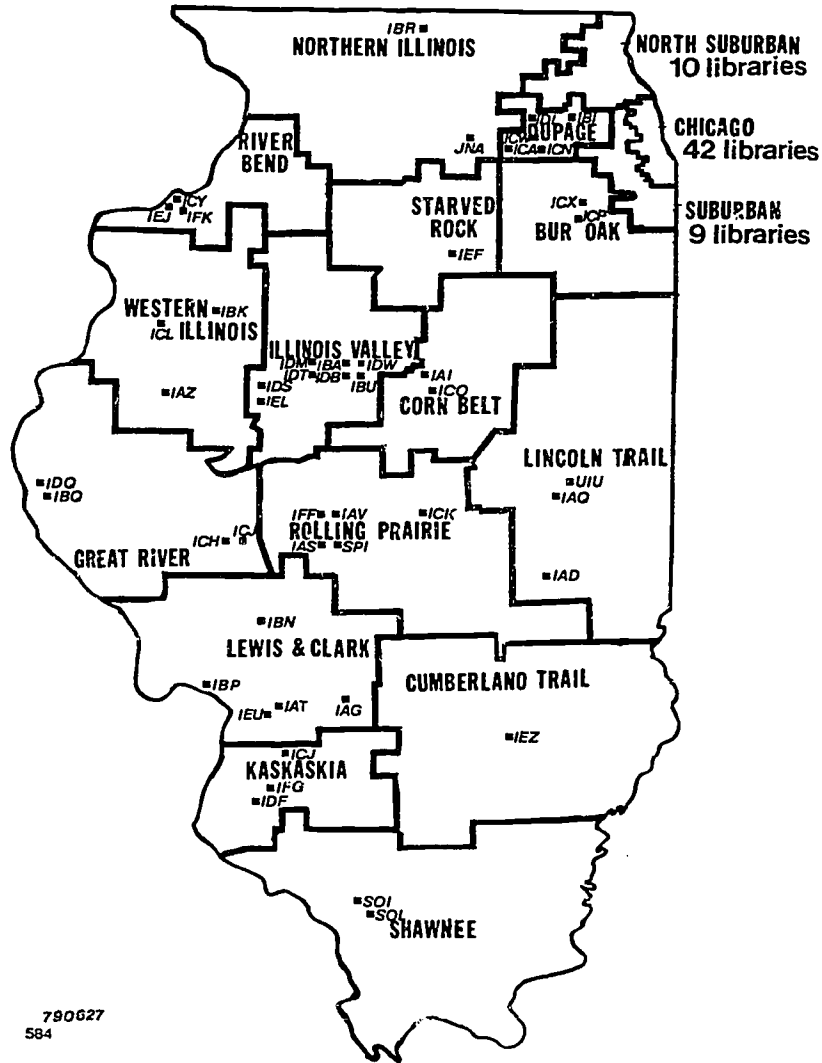 IBR
NORTHERN ILLINOIS
NORTH SUBURBAN
10 libraries
IDL
IBI
DUPAGE
ICA
ICN
JNA
CHICAGO
42 libraries
RIVER
BEND
ICY
IEJ
IFK
STARVED
ROCK
IEF
ICX
ICP
BUR OAK
SUBURBAN
9 libraries
WESTERN
IBK
ICL
ILLINOIS
IAZ
ILLINOIS VALLEY
IDM
IBA
IDW
IDT
IDB
IBU
IDS
IEL
IAI
ICO
CORN BELT
LINCOLN TRAIL
UIU
IAQ
IAD
IDQ
IBQ
ICH
GREAT RIVER
IFF
IAV
ICK
ROLLING PRAIRIE
IAS
SPI
IBN
LEWIS & CLARK
IBP
IEU
IAT
IAG
CUMBERLAND TRAIL
IEZ
ICJ
KASKASKIA
IFG
IDF
SOI
SOL
SHAWNEE
790627
584